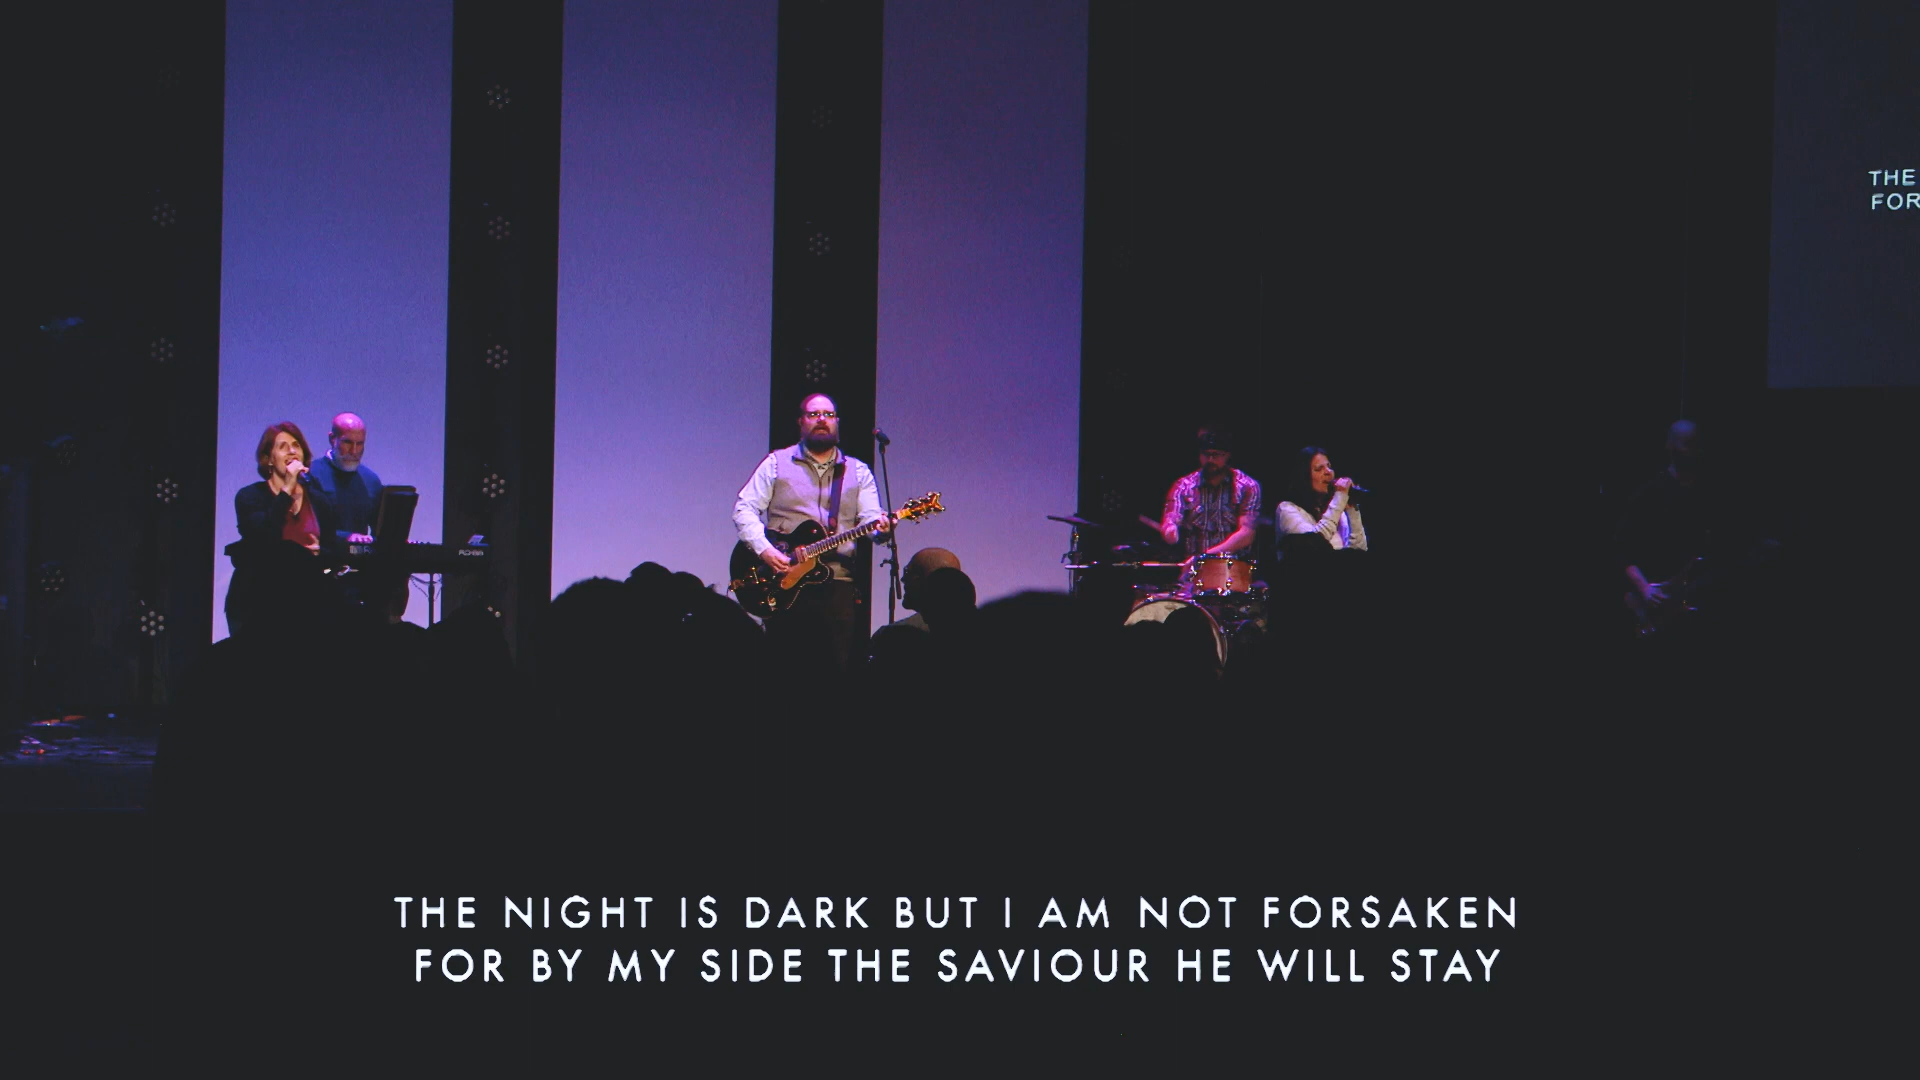 THE
FOR
THE NIGHT IS DARK BUT I AM NOT FORSAKEN
FOR BY MY SIDE THE SAVIOUR HE WILL STAY